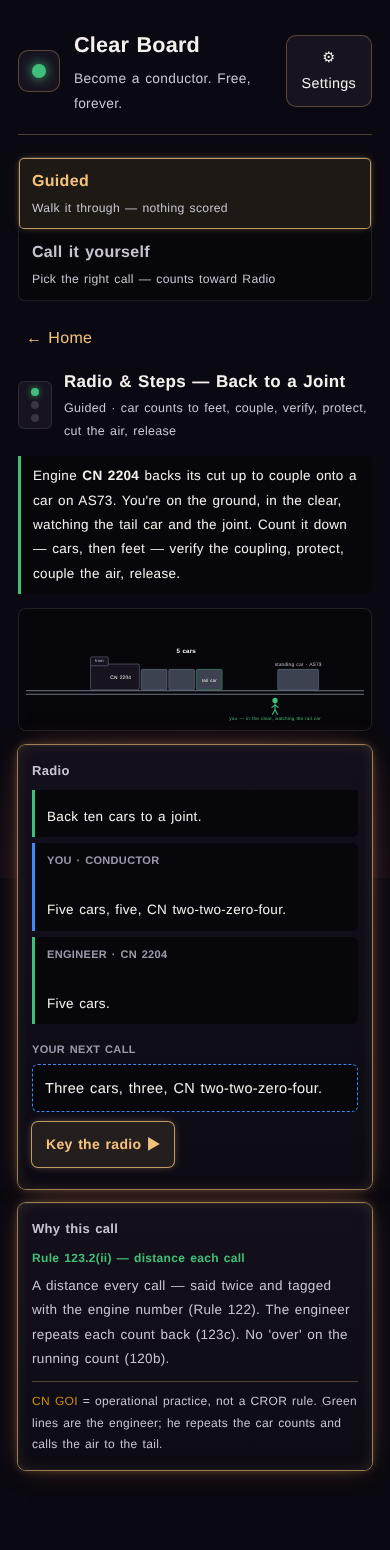 Clear Board
Become a conductor. Free,
forever.
⚙
Settings
Guided
Walk it through — nothing scored
Call it yourself
Pick the right call — counts toward Radio
← Home
Radio & Steps — Back to a Joint
Guided · car counts to feet, couple, verify, protect,
cut the air, release
Engine CN 2204 backs its cut up to couple onto a
car on AS73. You're on the ground, in the clear,
watching the tail car and the joint. Count it down
— cars, then feet — verify the coupling, protect,
couple the air, release.
5 cars
CN 2204
tail car
standing car · AS73
you — in the clear, watching the tail car
Radio
Back ten cars to a joint.
YOU · CONDUCTOR
Five cars, five, CN two-two-zero-four.
ENGINEER · CN 2204
Five cars.
YOUR NEXT CALL
Three cars, three, CN two-two-zero-four.
Key the radio ▶
Why this call
Rule 123.2(ii) — distance each call
A distance every call — said twice and tagged
with the engine number (Rule 122). The engineer
repeats each count back (123c). No 'over' on the
running count (120b).
CN GOI = operational practice, not a CROR rule. Green
lines are the engineer; he repeats the car counts and
calls the air to the tail.